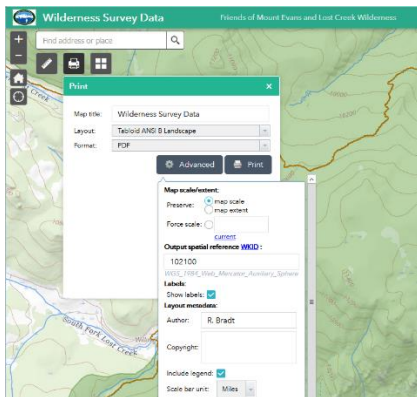 Wilderness Survey Data
Friends of Mount Evans and Lost Creek Wilderness
+
Find address or place
−
Print ×
Map title: Wilderness Survey Data
Layout: Tabloid ANSI B Landscape
Format: PDF
Advanced Print
Map scale/extent:
Preserve: map scale
map extent
Force scale:
current
Output spatial reference WKID :
102100
WGS_1984_Web_Mercator_Auxiliary_Sphere
Labels:
Show labels:
Layout metadata:
Author: R. Bradt
Copyright:
Include legend:
Scale bar unit: Miles
Creek
South Fork Lost
Creek